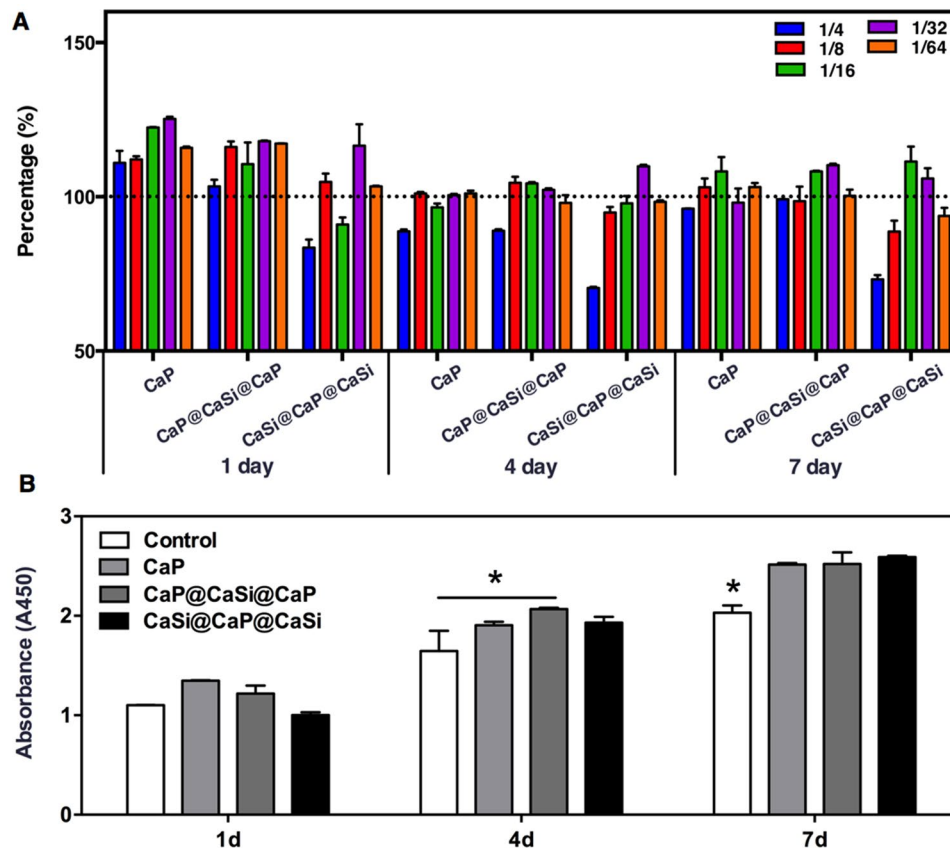 A
Percentage (%)
150
100
50
1/4
1/8
1/16
1/32
1/64
CaP
CaP@CaSi@CaP
CaSi@CaP@CaSi
CaP
CaP@CaSi@CaP
CaSi@CaP@CaSi
CaP
CaP@CaSi@CaP
CaSi@CaP@CaSi
1 day
4 day
7 day
B
Absorbance (A450)
3
2
1
0
Control
CaP
CaP@CaSi@CaP
CaSi@CaP@CaSi
*
*
1d
4d
7d